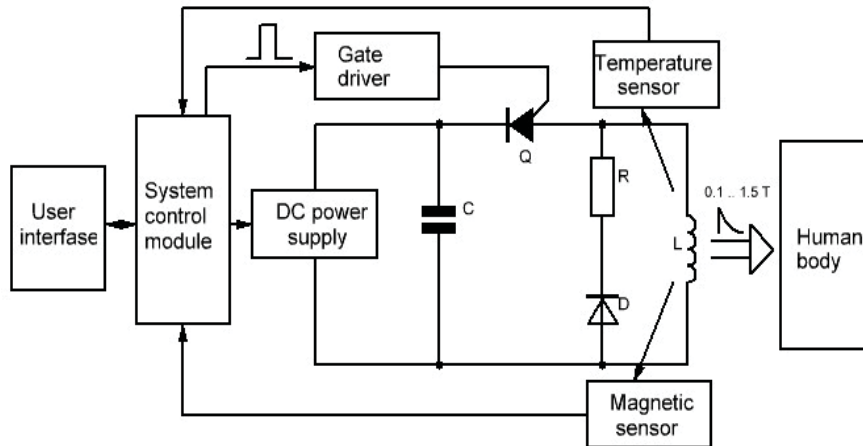 Gate
driver
Temperature
sensor
Q
R
0.1 .. 1.5 T
User
interfase
System
control
module
DC power
supply
C
L
Human
body
D
Magnetic
sensor